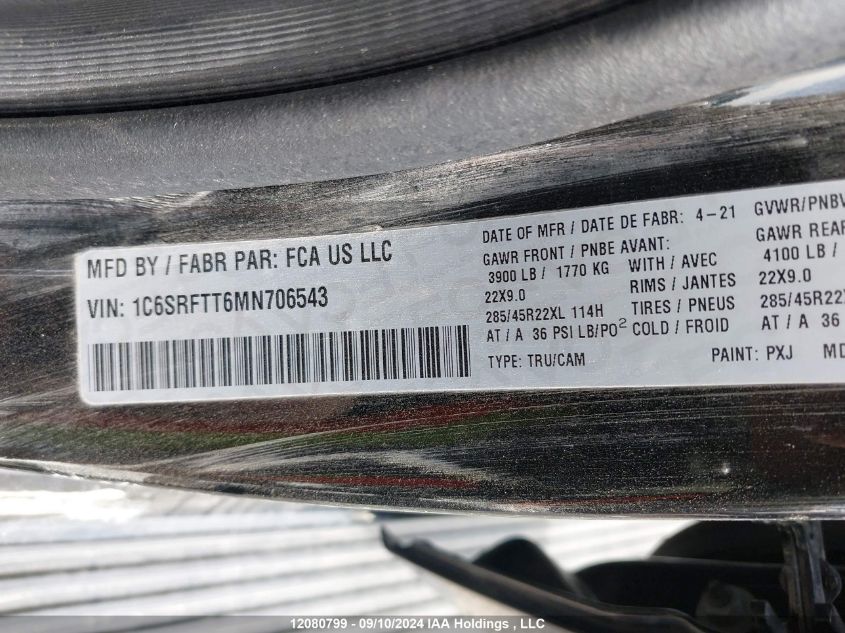 MFD BY / FABR PAR: FCA US LLC
VIN: 1C6SRFTT6MN706543
DATE OF MFR / DATE DE FABR: 4-21 GVWR/PNBV
GAWR FRONT / PNBE AVANT: GAWR REAR
3900 LB / 1770 KG WITH / AVEC 4100 LB /
22X9.0 RIMS / JANTES 22X9.0
285/45R22XL 114H TIRES / PNEUS 285/45R22X
AT / A 36 PSI LB/PO² COLD / FROID AT / A 36
TYPE: TRU/CAM PAINT: PXJ MD
12080799 - 09/10/2024 IAA Holdings , LLC